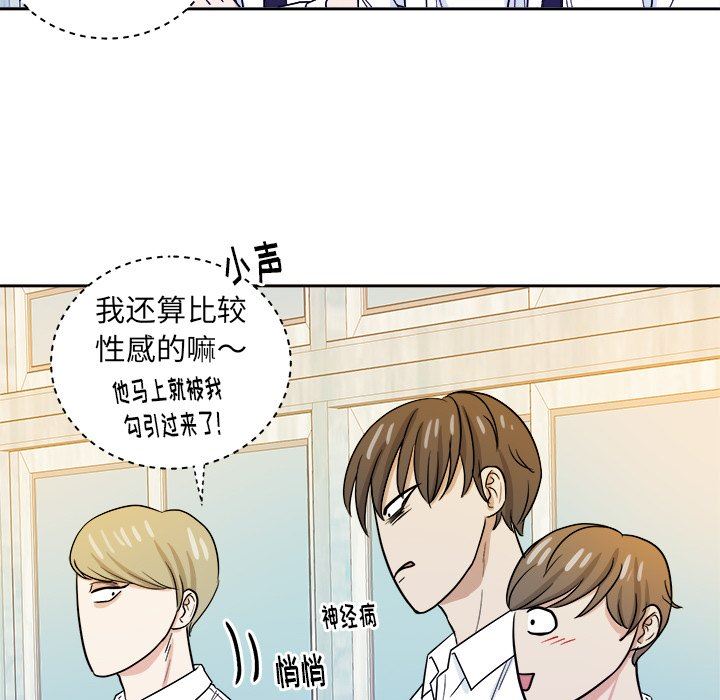 小声
我还算比较
性感的嘛～
他马上就被我
勾引过来了!
神经病
悄悄